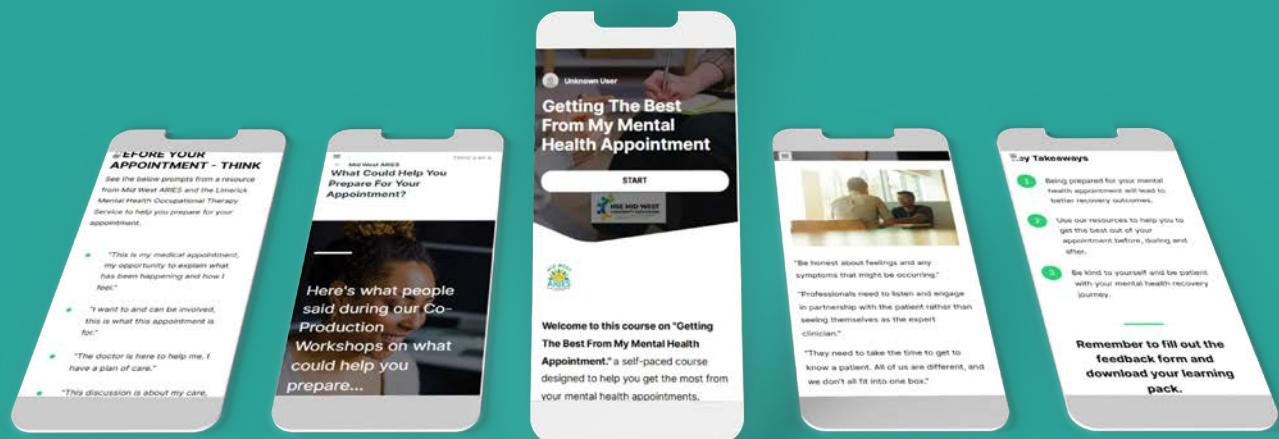 BEFORE YOUR
APPOINTMENT - THINK
See the below prompts from a resource
from Mid West ARIES and the Limerick
Mental Health Occupational Therapy
Service to help you prepare for your
appointment.
"This is my medical appointment,
my opportunity to explain what
has been happening and how I
feel."
"I want to and can be involved,
this is what this appointment is
for."
"The doctor is here to help me, I
have a plan of care."
"This discussion is about my care,
Mid West ARIES
What Could Help You
Prepare For Your
Appointment?
Here's what people
said during our Co-
Production
Workshops on what
could help you
prepare...
Unknown User
Getting The Best
From My Mental
Health Appointment
START
HSE MID WEST
MID WEST
ARIES
Welcome to this course on "Getting
The Best From My Mental Health
Appointment." a self-paced course
designed to help you get the most from
your mental health appointments.
"Be honest about feelings and any
symptoms that might be occurring."
"Professionals need to listen and engage
in partnership with the patient rather than
seeing themselves as the expert
clinician."
"They need to take the time to get to
know a patient. All of us are different, and
we don't all fit into one box."
Key Takeaways
1 Being prepared for your mental
health appointment will lead to
better recovery outcomes.
2 Use our resources to help you to
get the best out of your
appointment before, during and
after.
3 Be kind to yourself and be patient
with your mental health recovery
journey.
Remember to fill out the
feedback form and
download your learning
pack.